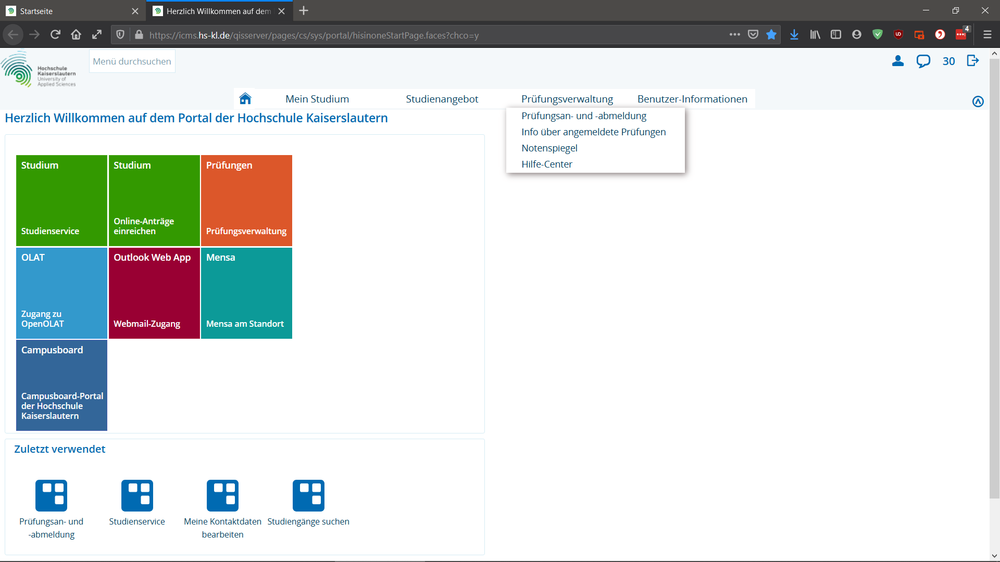 Startseite
Herzlich Willkommen auf dem
https://icms.hs-kl.de/qisserver/pages/cs/sys/portal/hisinoneStartPage.faces?chco=y
4
Hochschule
Kaiserslautern
University of
Applied Sciences
Menü durchsuchen
30
Mein Studium
Studienangebot
Prüfungsverwaltung
Benutzer-Informationen
Herzlich Willkommen auf dem Portal der Hochschule Kaiserslautern
Prüfungsan- und -abmeldung
Info über angemeldete Prüfungen
Notenspiegel
Hilfe-Center
Studium
Studienservice
Studium
Online-Anträge
einreichen
Prüfungen
Prüfungsverwaltung
OLAT
Zugang zu
OpenOLAT
Outlook Web App
Webmail-Zugang
Mensa
Mensa am Standort
Campusboard
Campusboard-Portal
der Hochschule
Kaiserslautern
Zuletzt verwendet
Prüfungsan- und
-abmeldung
Studienservice
Meine Kontaktdaten
bearbeiten
Studiengänge suchen